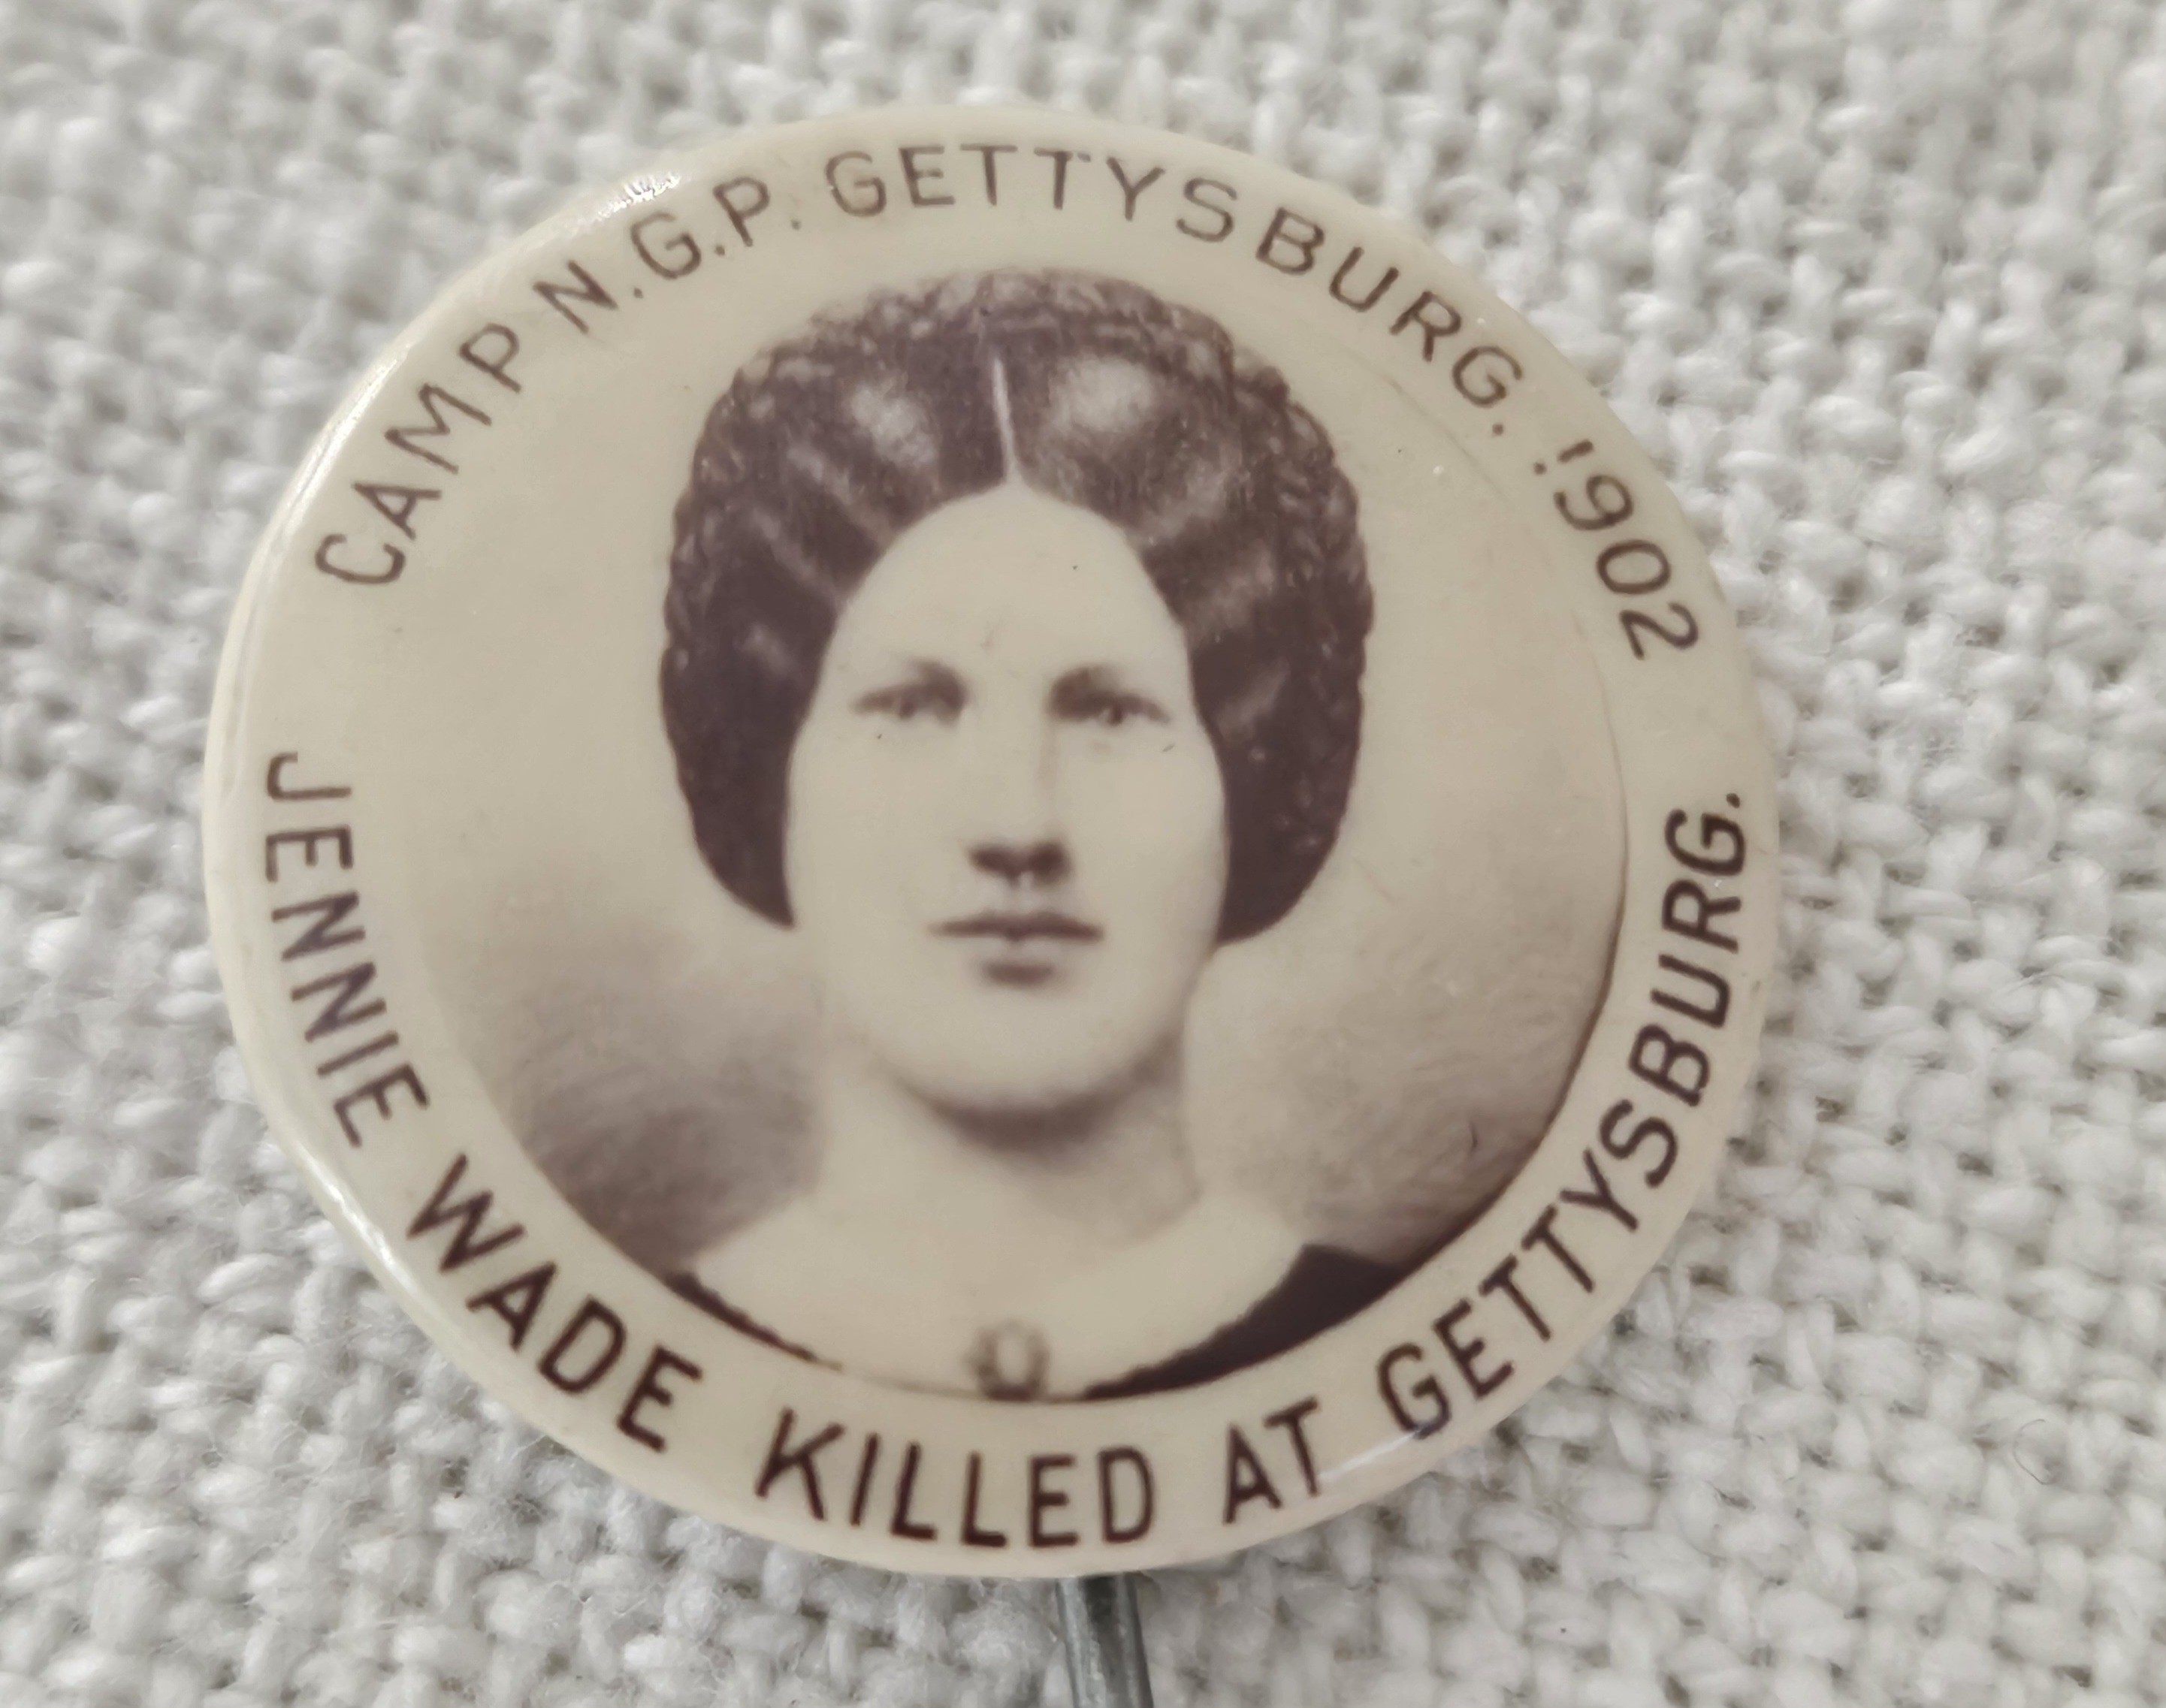 CAMP N.G.P. GETTYSBURG. 1902
JENNIE WADE KILLED AT GETTYSBURG.